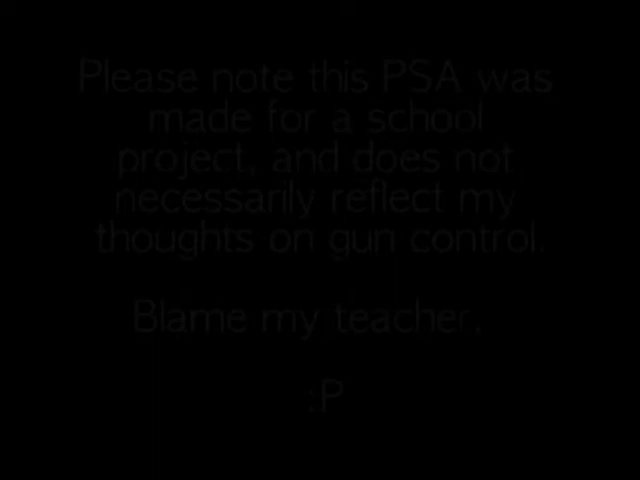 Please note this PSA was
made for a school
project, and does not
necessarily reflect my
thoughts on gun control.
Blame my teacher.
:P